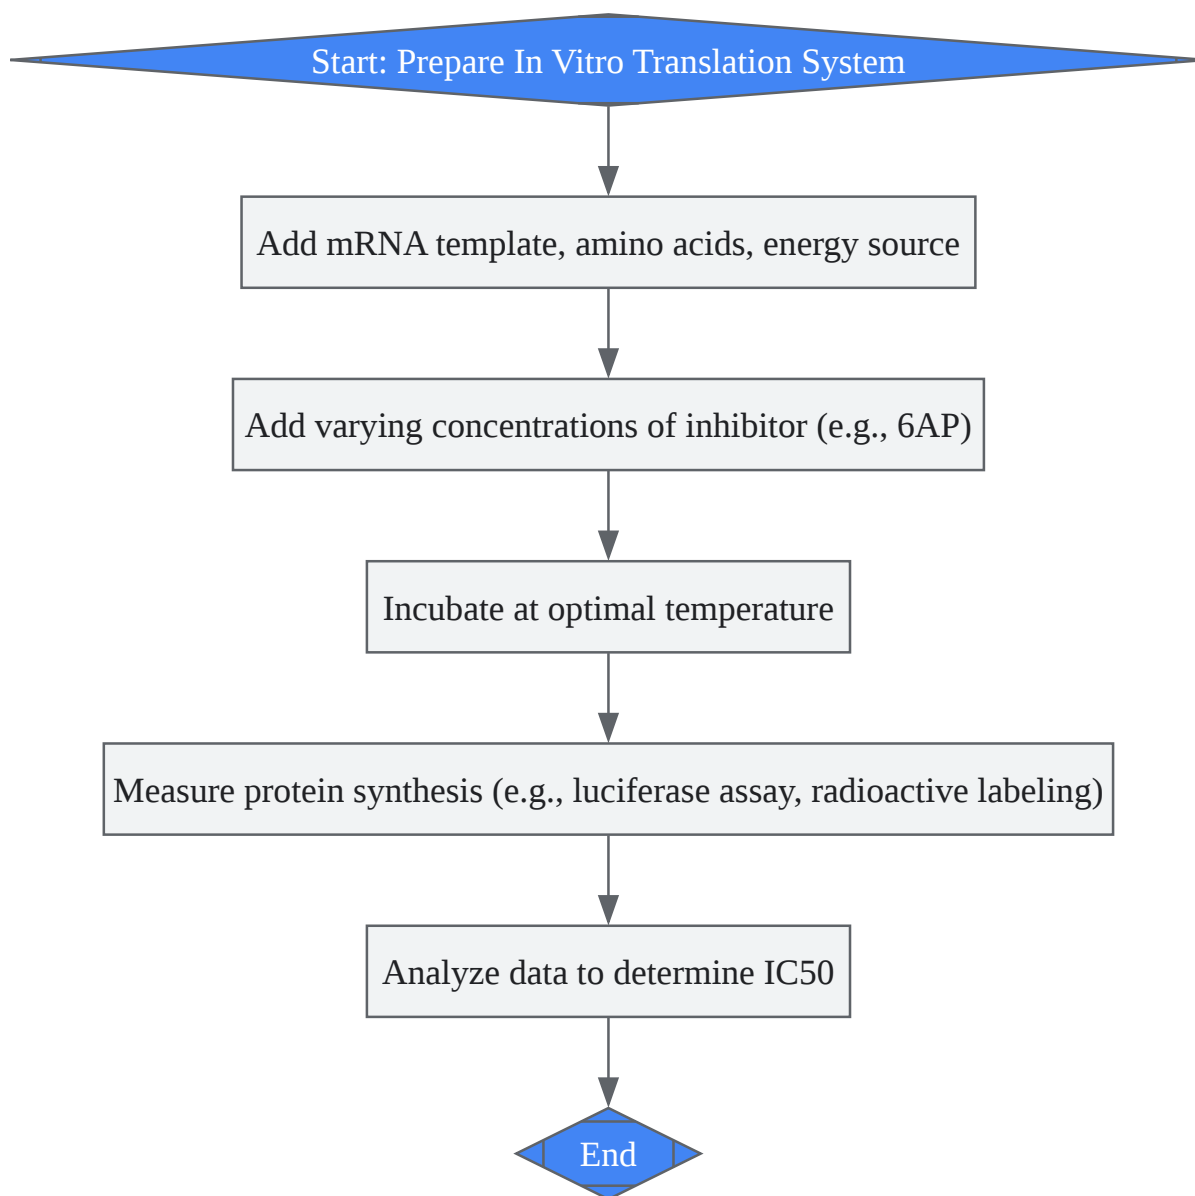 Start: Prepare In Vitro Translation System
Add mRNA template, amino acids, energy source
Add varying concentrations of inhibitor (e.g., 6AP)
Incubate at optimal temperature
Measure protein synthesis (e.g., luciferase assay, radioactive labeling)
Analyze data to determine IC50
End